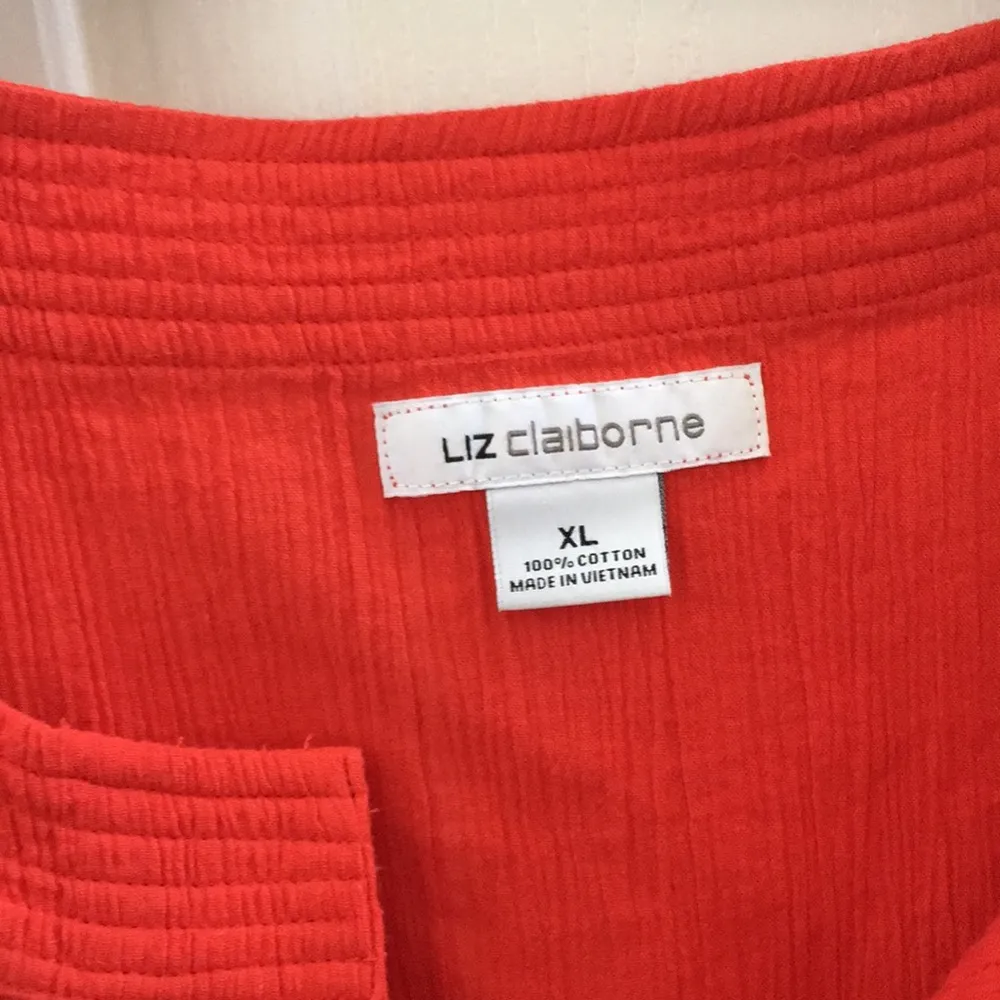 LIZ claiborne
XL
100% COTTON
MADE IN VIETNAM